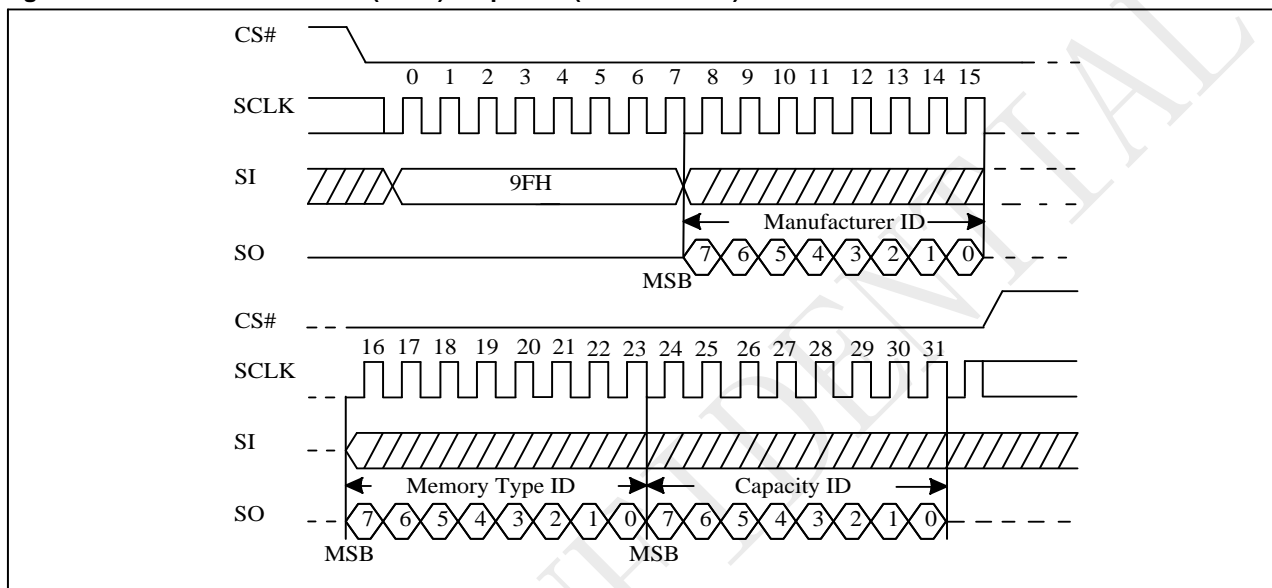 CS#
0 1 2 3 4 5 6 7 8 9 10 11 12 13 14 15
SCLK
SI
9FH
Manufacturer ID
SO
7 6 5 4 3 2 1 0
MSB
CS#
16 17 18 19 20 21 22 23 24 25 26 27 28 29 30 31
SCLK
SI
Memory Type ID Capacity ID
SO
7 6 5 4 3 2 1 0 7 6 5 4 3 2 1 0
MSB MSB